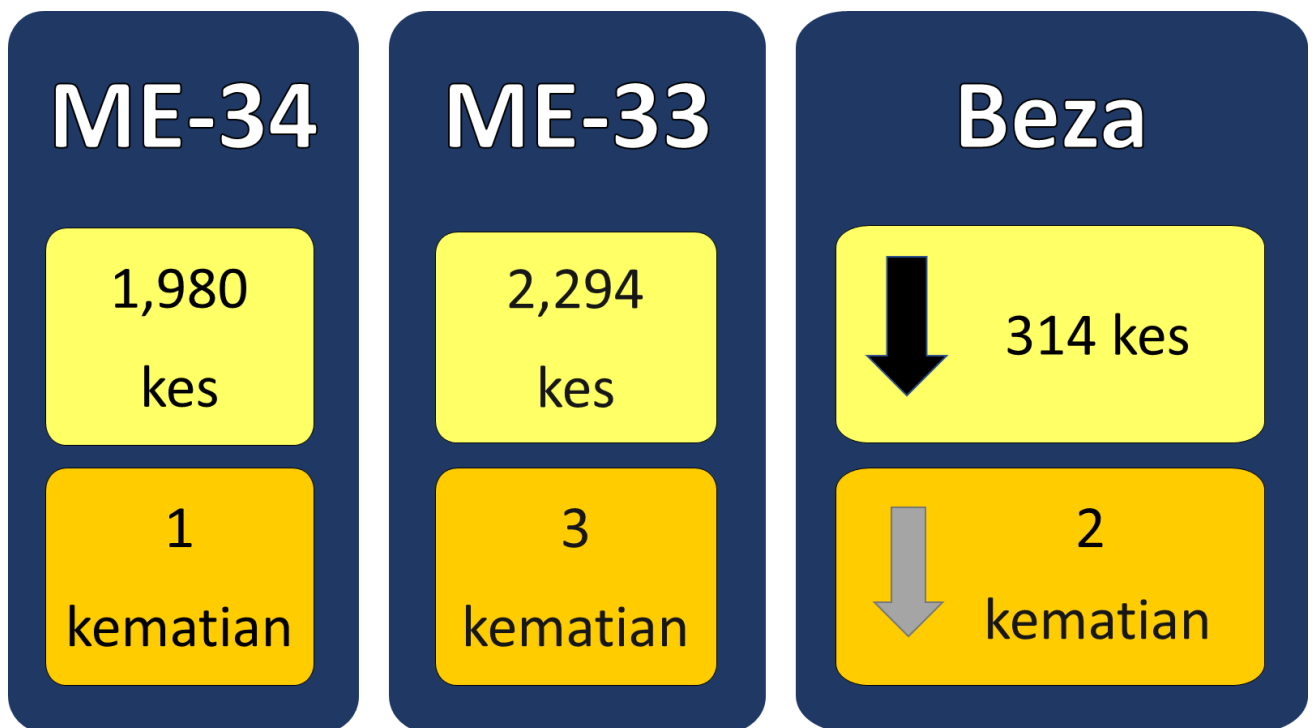 ME-34
1,980
kes
1
kematian
ME-33
2,294
kes
3
kematian
Beza
314 kes
2
kematian